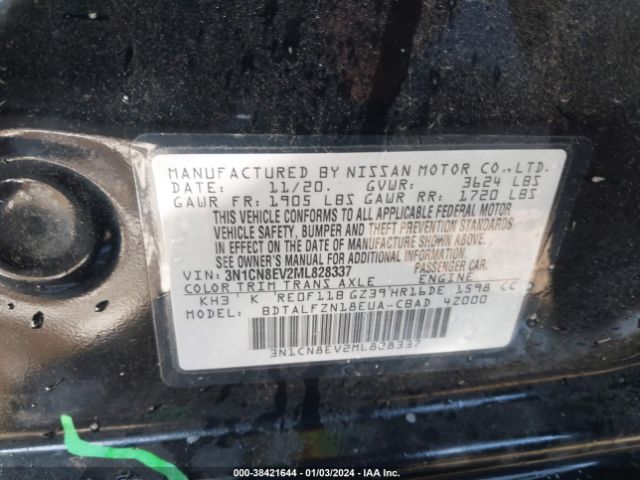 MANUFACTURED BY NISSAN MOTOR CO., LTD.
DATE: 11/20. GVWR: 3624 LBS
GAWR FR: 1905 LBS GAWR RR: 1720 LBS
THIS VEHICLE CONFORMS TO ALL APPLICABLE FEDERAL MOTOR
VEHICLE SAFETY, BUMPER AND THEFT PREVENTION STANDARDS
IN EFFECT ON THE DATE OF MANUFACTURE SHOWN ABOVE.
SEE OWNER'S MANUAL FOR ADDITIONAL INFORMATION.
VIN: 3N1CN8EV2ML828337 PASSENGER CAR.
COLOR TRIM TRANS AXLE ENGINE
KH3 K RE0F11B GZ39 HR16DE 1598 CC
MODEL: BDTALFZN18EUA-CBAD 42000
3N1CN8EV2ML828337
000-38421644 - 01/03/2024 - IAA Inc.